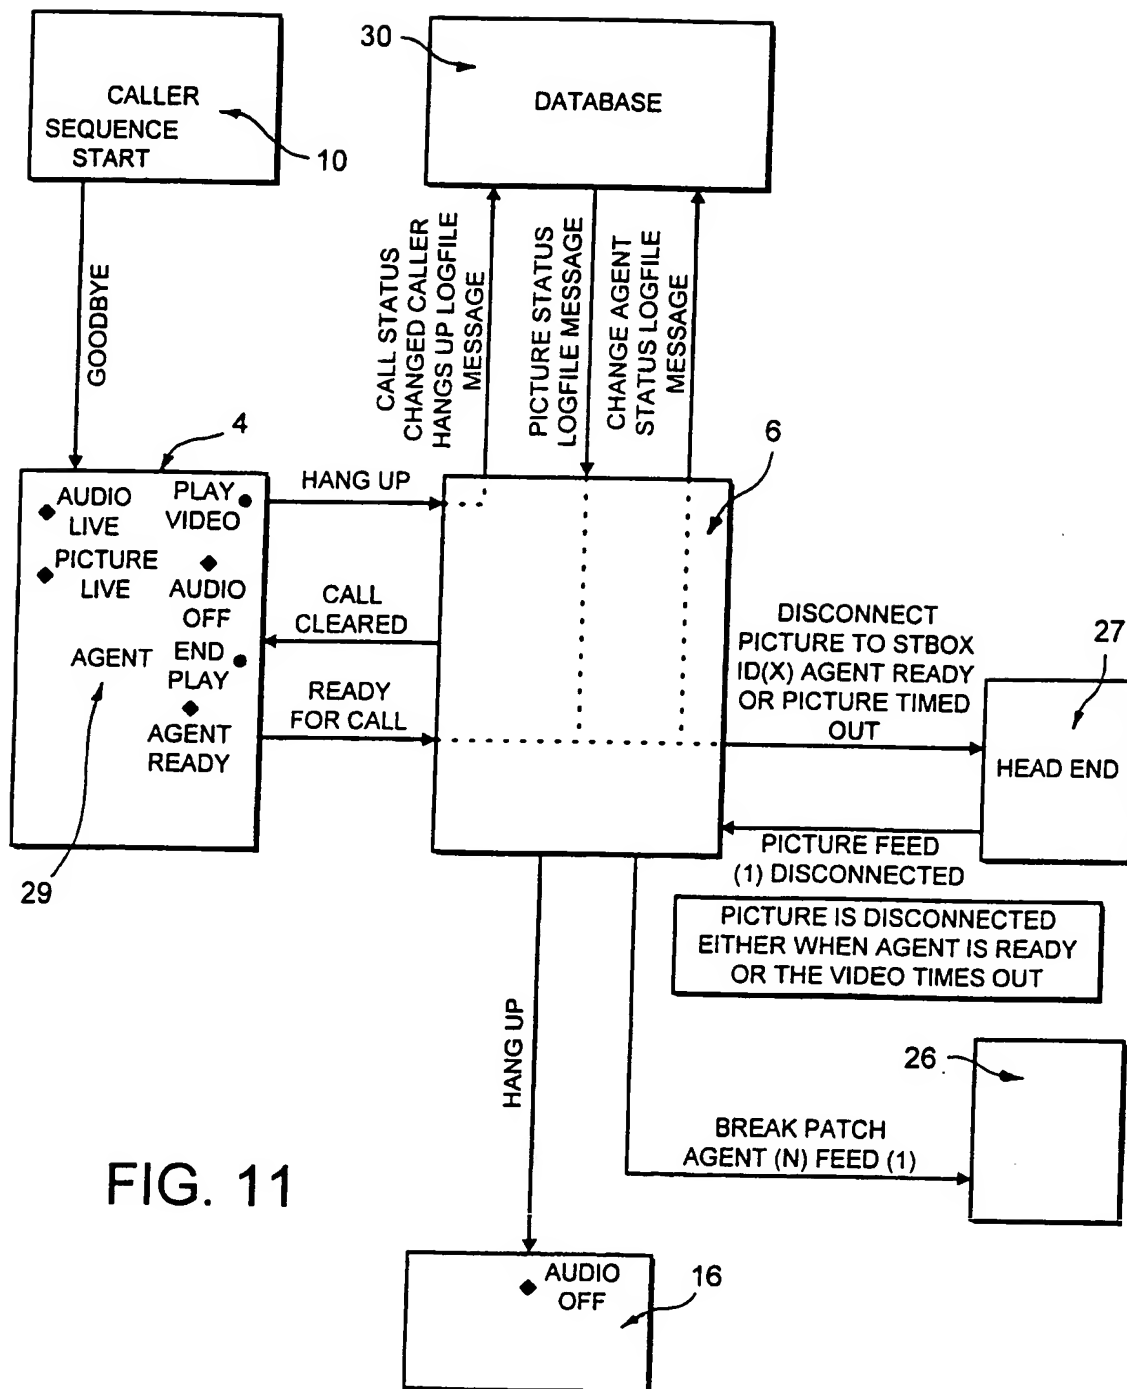 CALLER
SEQUENCE
START
10
30
DATABASE
GOODBYE
CALL STATUS
CHANGED CALLER
HANGS UP LOGFILE
MESSAGE
PICTURE STATUS
LOGFILE MESSAGE
CHANGE AGENT
STATUS LOGFILE
MESSAGE
4
AUDIO
LIVE
PICTURE
LIVE
PLAY
VIDEO
AUDIO
OFF
AGENT
END
PLAY
AGENT
READY
29
HANG UP
CALL
CLEARED
READY
FOR CALL
6
DISCONNECT
PICTURE TO STBOX
ID(X) AGENT READY
OR PICTURE TIMED
OUT
27
HEAD END
PICTURE FEED
(1) DISCONNECTED
PICTURE IS DISCONNECTED
EITHER WHEN AGENT IS READY
OR THE VIDEO TIMES OUT
HANG UP
26
BREAK PATCH
AGENT (N) FEED (1)
FIG. 11
AUDIO
OFF
16